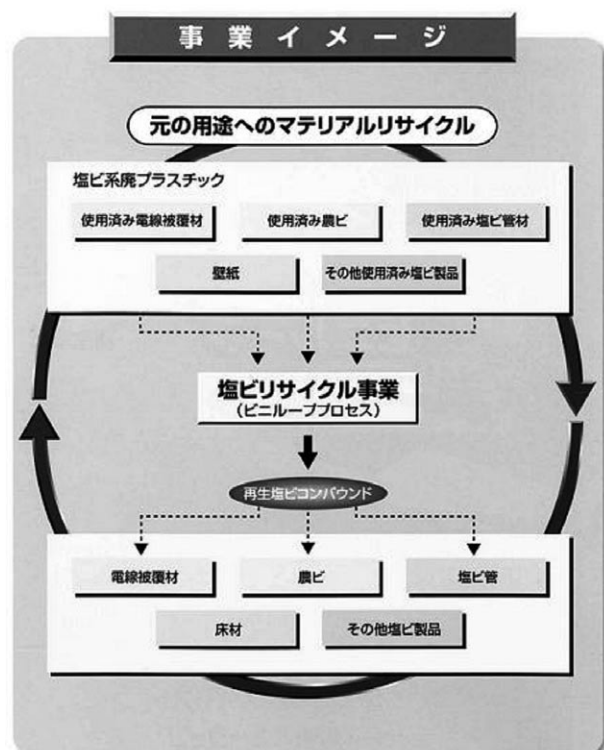 事業イメージ
元の用途へのマテリアルリサイクル
塩ビ系廃プラスチック
使用済み電線被覆材
使用済み農ビ
使用済み塩ビ管材
壁紙
その他使用済み塩ビ製品
塩ビリサイクル事業
(ビニループプロセス)
再生塩ビコンパウンド
電線被覆材
農ビ
塩ビ管
床材
その他塩ビ製品